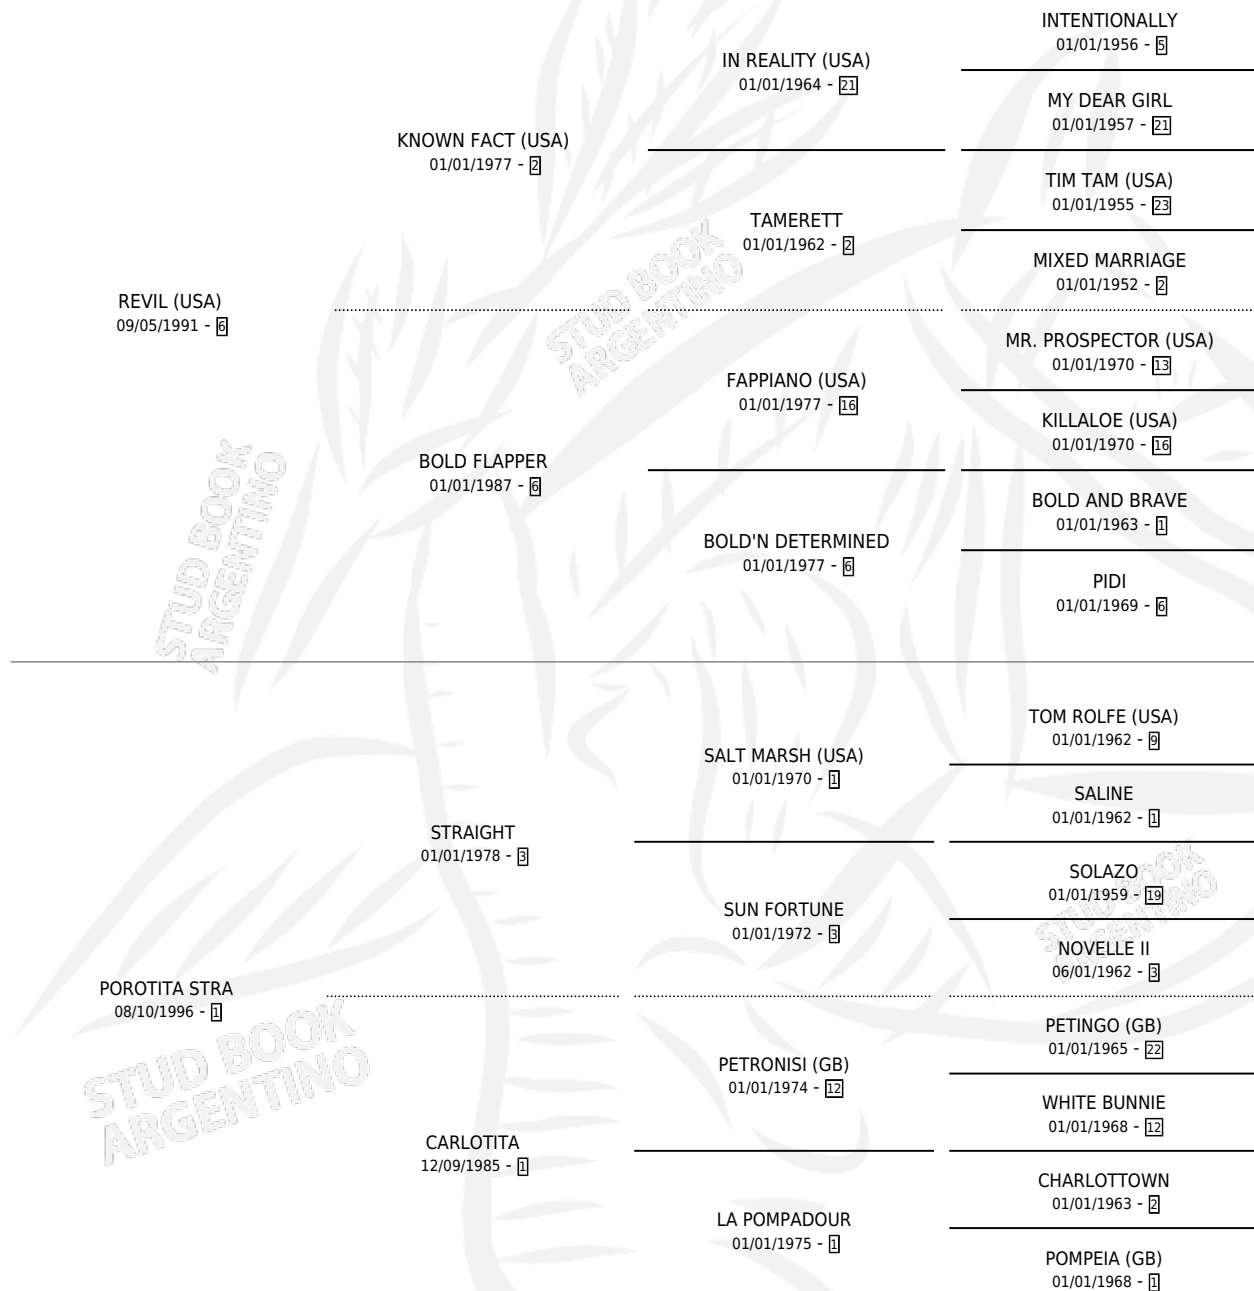 INTENTIONALLY
01/01/1956 - 5
IN REALITY (USA)
01/01/1964 - 21
MY DEAR GIRL
01/01/1957 - 21
KNOWN FACT (USA)
01/01/1977 - 2
TIM TAM (USA)
01/01/1955 - 23
TAMERETT
01/01/1962 - 2
MIXED MARRIAGE
01/01/1952 - 2
REVIL (USA)
09/05/1991 - 6
MR. PROSPECTOR (USA)
01/01/1970 - 13
FAPPIANO (USA)
01/01/1977 - 16
KILLALOE (USA)
01/01/1970 - 16
BOLD FLAPPER
01/01/1987 - 6
BOLD AND BRAVE
01/01/1963 - 1
BOLD'N DETERMINED
01/01/1977 - 6
PIDI
01/01/1969 - 6
TOM ROLFE (USA)
01/01/1962 - 9
SALT MARSH (USA)
01/01/1970 - 1
SALINE
01/01/1962 - 1
STRAIGHT
01/01/1978 - 3
SOLAZO
01/01/1959 - 19
SUN FORTUNE
01/01/1972 - 3
NOVELLE II
06/01/1962 - 3
POROTITA STRA
08/10/1996 - 1
PETINGO (GB)
01/01/1965 - 22
PETRONISI (GB)
01/01/1974 - 12
WHITE BUNNIE
01/01/1968 - 12
CARLOTITA
12/09/1985 - 1
CHARLOTTOWN
01/01/1963 - 2
LA POMPADOUR
01/01/1975 - 1
POMPEIA (GB)
01/01/1968 - 1
STUD BOOK
ARGENTINO
STUD BOOK
ARGENTINO
STUD BOOK
ARGENTINO
STUD BOOK
ARGENTINO